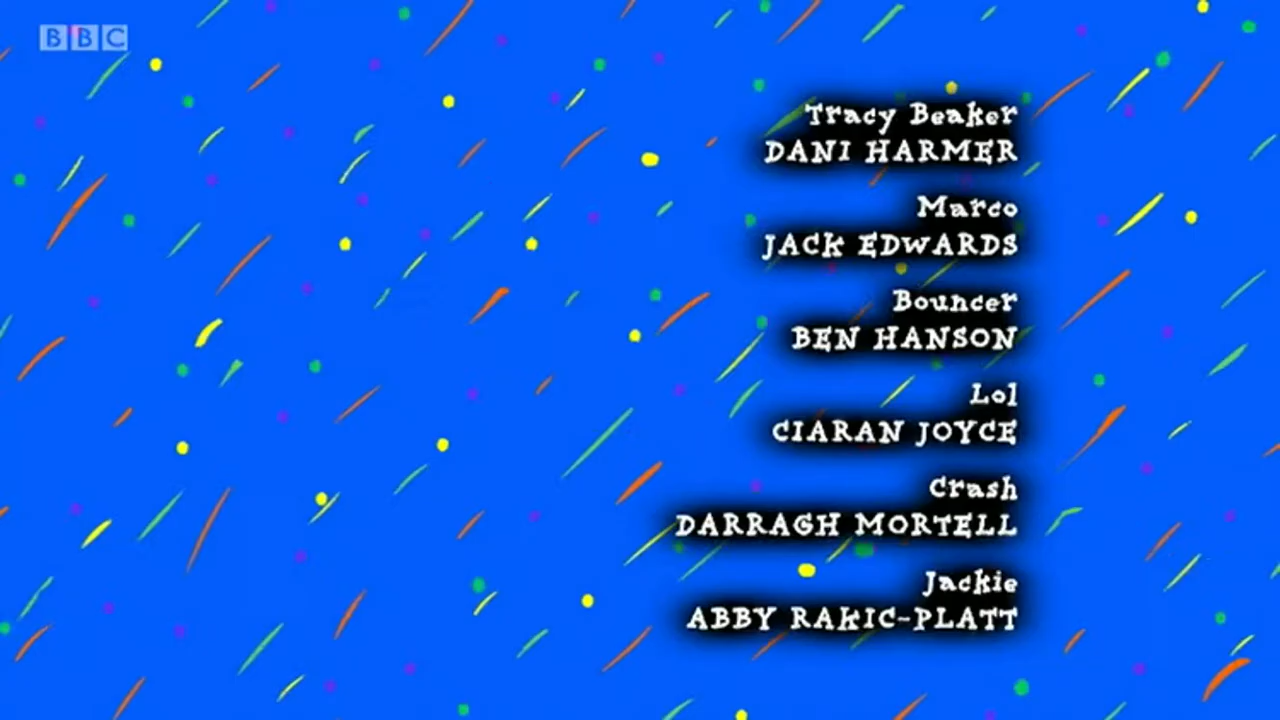 BBC
Tracy Beaker
DANI HARMER
Marco
JACK EDWARDS
Bouncer
BEN HANSON
Lol
CIARAN JOYCE
Crash
DARRAGH MORTELL
Jackie
ABBY RAKIC-PLATT